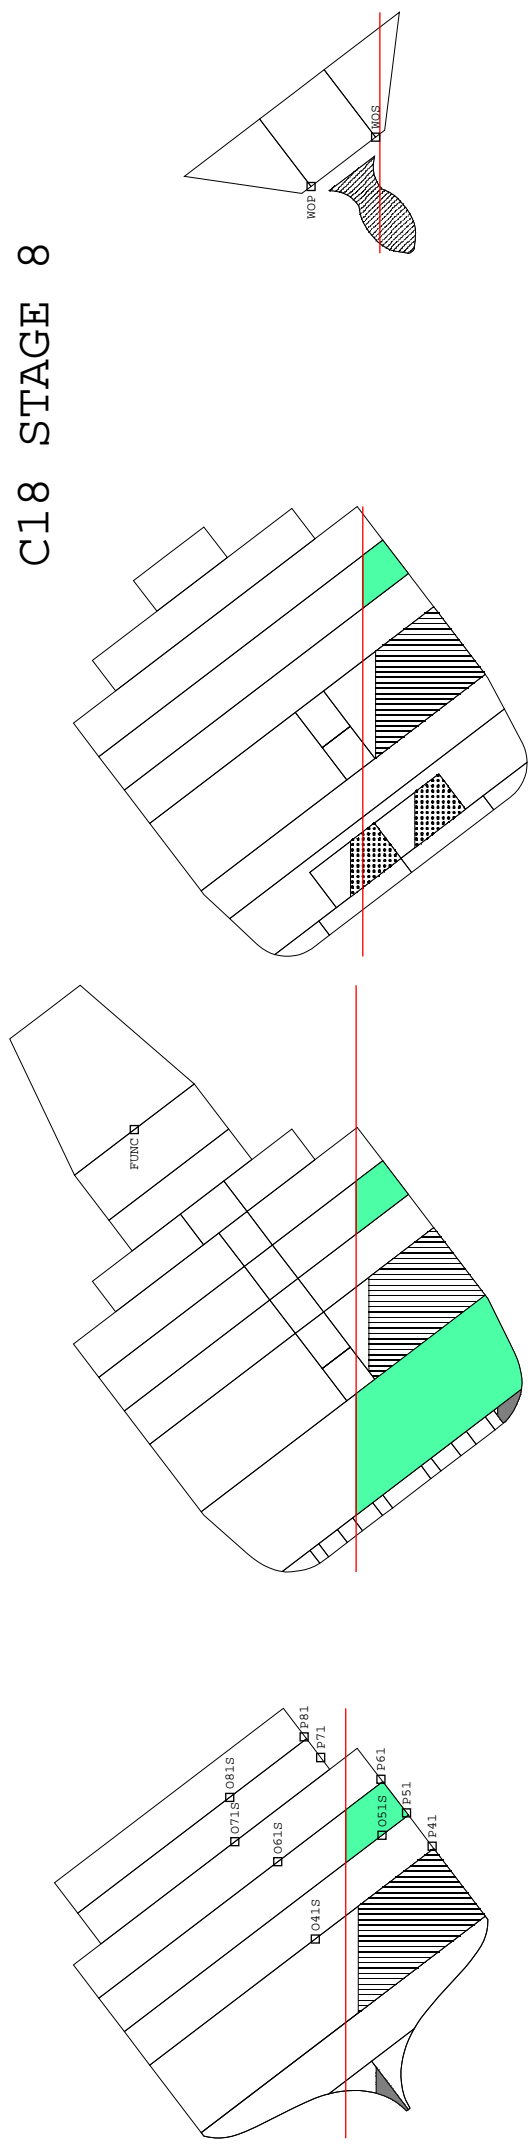 C18 STAGE 8
WOS
WOP
FUNC
P81
P71
O81S
O71S
P61
O61S
O51S
P51
P41
O41S